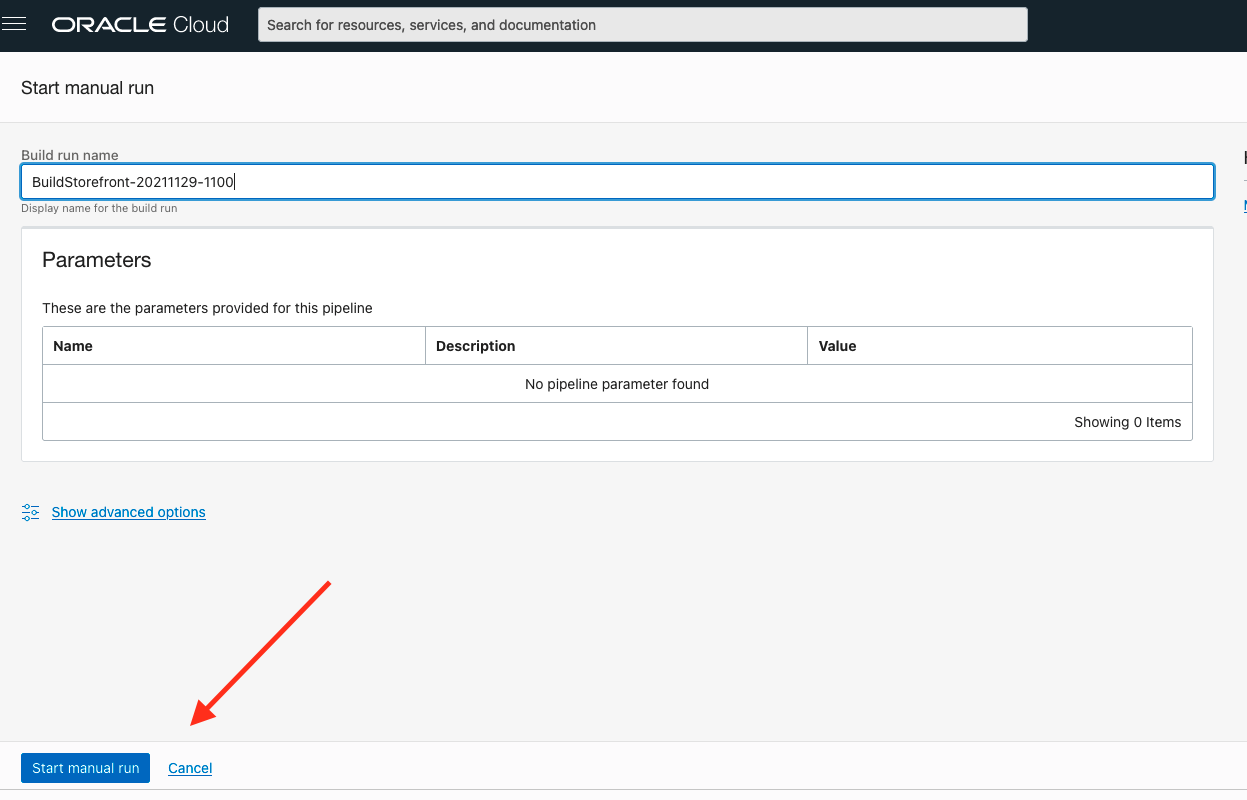 ORACLE Cloud
Search for resources, services, and documentation
Start manual run
Build run name
BuildStorefront-20211129-1100
Display name for the build run
Parameters
These are the parameters provided for this pipeline
Name Description Value
No pipeline parameter found
Showing 0 Items
Show advanced options
Start manual run Cancel